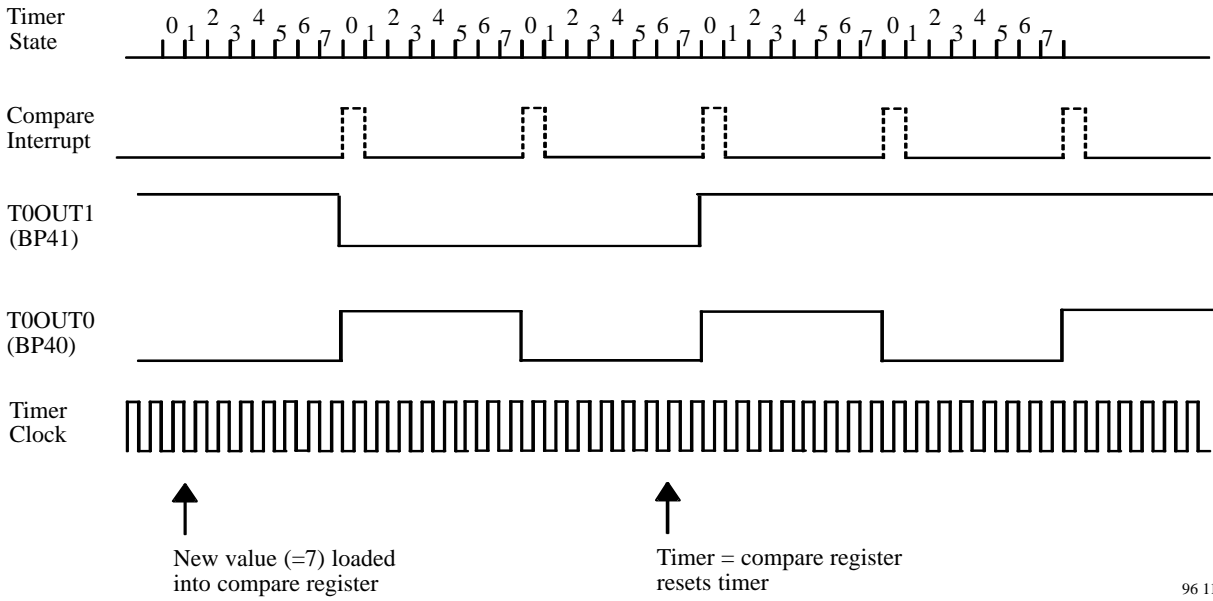 Timer
State
0 1 2 3 4 5 6 7 0 1 2 3 4 5 6 7 0 1 2 3 4 5 6 7 0 1 2 3 4 5 6 7 0 1 2 3 4 5 6 7
Compare
Interrupt
T0OUT1
(BP41)
T0OUT0
(BP40)
Timer
Clock
New value (=7) loaded
into compare register
Timer = compare register
resets timer
96 11